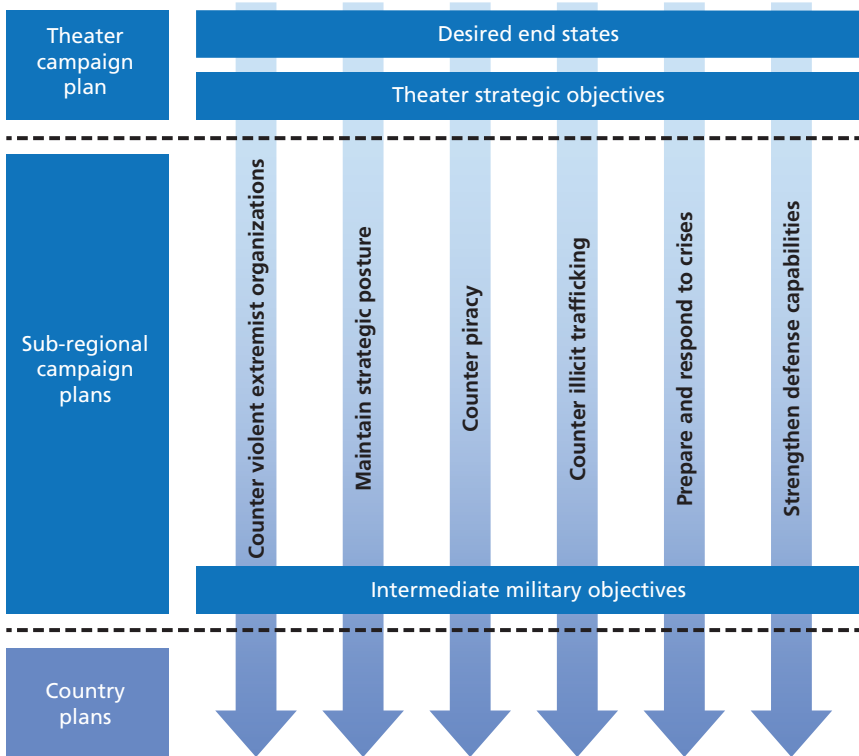 Theater
campaign
plan
Desired end states
Theater strategic objectives
Sub-regional
campaign
plans
Counter violent extremist organizations
Maintain strategic posture
Counter piracy
Counter illicit trafficking
Prepare and respond to crises
Strengthen defense capabilities
Intermediate military objectives
Country
plans